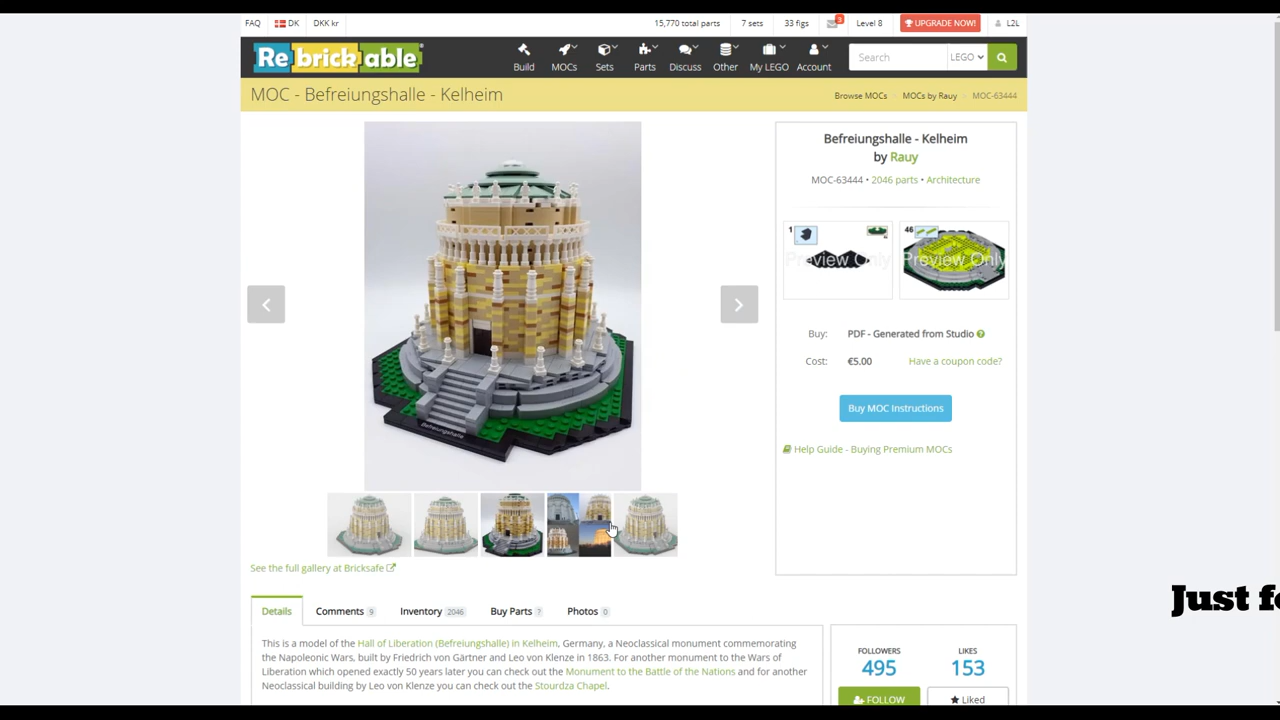 FAQ DK DKK kr 15,770 total parts 7 sets 33 figs 3 Level 8 UPGRADE NOW! L2L
Rebrickable Build MOCs Sets Parts Discuss Other My LEGO Account Search LEGO
MOC - Befreiungshalle - Kelheim Browse MOCs MOCs by Rauy MOC-63444
Befreiungshalle - Kelheim
by Rauy
MOC-63444 • 2046 parts • Architecture
1 46
Preview Only Preview Only
Buy: PDF - Generated from Studio
Cost: €5.00 Have a coupon code?
Buy MOC Instructions
Help Guide - Buying Premium MOCs
Befreiungshalle
See the full gallery at Bricksafe
Just fo
Details Comments 9 Inventory 2046 Buy Parts ? Photos 0
This is a model of the Hall of Liberation (Befreiungshalle) in Kelheim, Germany, a Neoclassical monument commemorating
the Napoleonic Wars, built by Friedrich von Gärtner and Leo von Klenze in 1863. For another monument to the Wars of
Liberation which opened exactly 50 years later you can check out the Monument to the Battle of the Nations and for another
Neoclassical building by Leo von Klenze you can check out the Stourdza Chapel.
FOLLOWERS LIKES
495 153
FOLLOW Liked